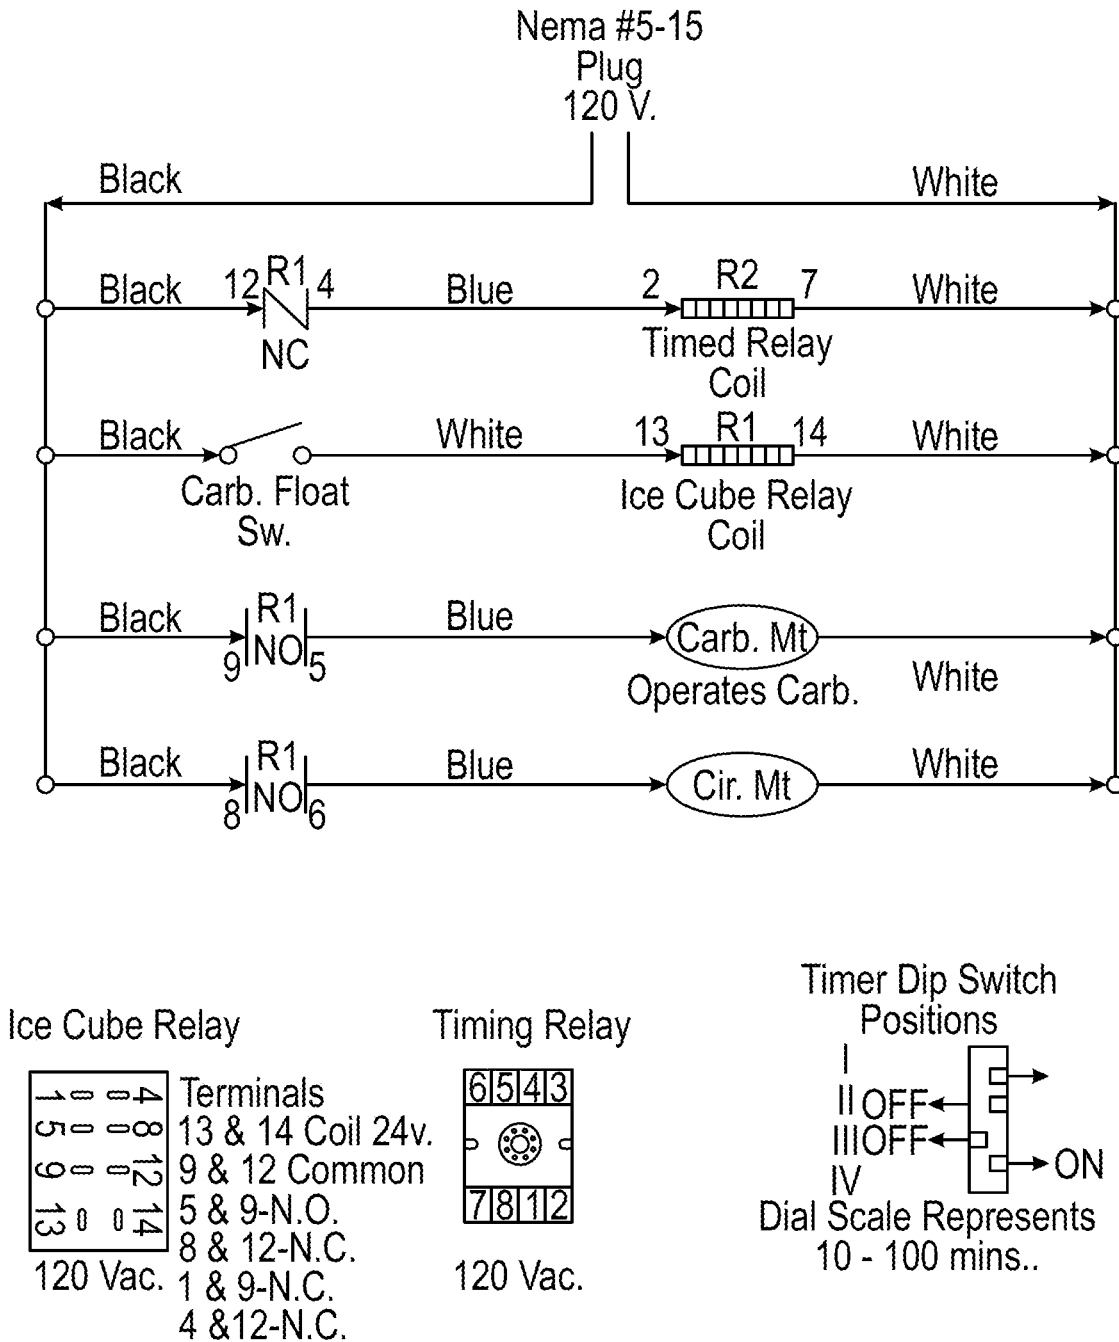 Nema #5-15
Plug
120 V.
Black
White
Black
12
R1
4
Blue
2
R2
7
White
NC
Timed Relay
Coil
Black
White
13
R1
14
White
Carb. Float
Sw.
Ice Cube Relay
Coil
Black
R1
NO
9
5
Blue
Carb. Mt
White
Operates Carb.
Black
R1
NO
8
6
Blue
Cir. Mt
White
Ice Cube Relay
1 4
5 8
9 12
13 14
120 Vac.
Terminals
13 & 14 Coil 24v.
9 & 12 Common
5 & 9-N.O.
8 & 12-N.C.
1 & 9-N.C.
4 &12-N.C.
Timing Relay
6 5 4 3
7 8 1 2
120 Vac.
Timer Dip Switch
Positions
I
II OFF
III OFF
IV
ON
Dial Scale Represents
10 - 100 mins..